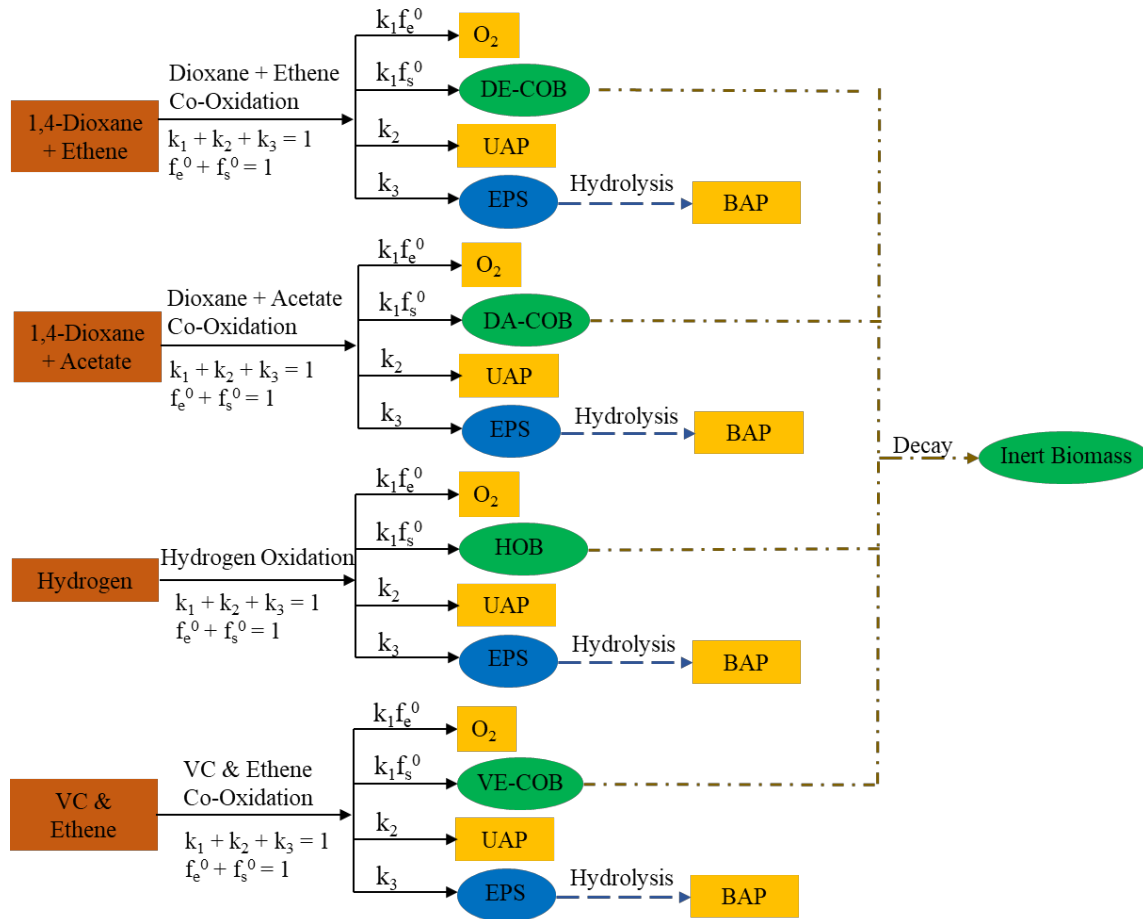 1,4-Dioxane
+ Ethene
Dioxane + Ethene
Co-Oxidation
k₁ + k₂ + k₃ = 1
fₑ⁰ + fₛ⁰ = 1
k₁fₑ⁰
O₂
k₁fₛ⁰
DE-COB
k₂
UAP
k₃
EPS
Hydrolysis
BAP
1,4-Dioxane
+ Acetate
Dioxane + Acetate
Co-Oxidation
k₁ + k₂ + k₃ = 1
fₑ⁰ + fₛ⁰ = 1
k₁fₑ⁰
O₂
k₁fₛ⁰
DA-COB
k₂
UAP
k₃
EPS
Hydrolysis
BAP
Decay
Inert Biomass
Hydrogen
Hydrogen Oxidation
k₁ + k₂ + k₃ = 1
fₑ⁰ + fₛ⁰ = 1
k₁fₑ⁰
O₂
k₁fₛ⁰
HOB
k₂
UAP
k₃
EPS
Hydrolysis
BAP
VC &
Ethene
VC & Ethene
Co-Oxidation
k₁ + k₂ + k₃ = 1
fₑ⁰ + fₛ⁰ = 1
k₁fₑ⁰
O₂
k₁fₛ⁰
VE-COB
k₂
UAP
k₃
EPS
Hydrolysis
BAP